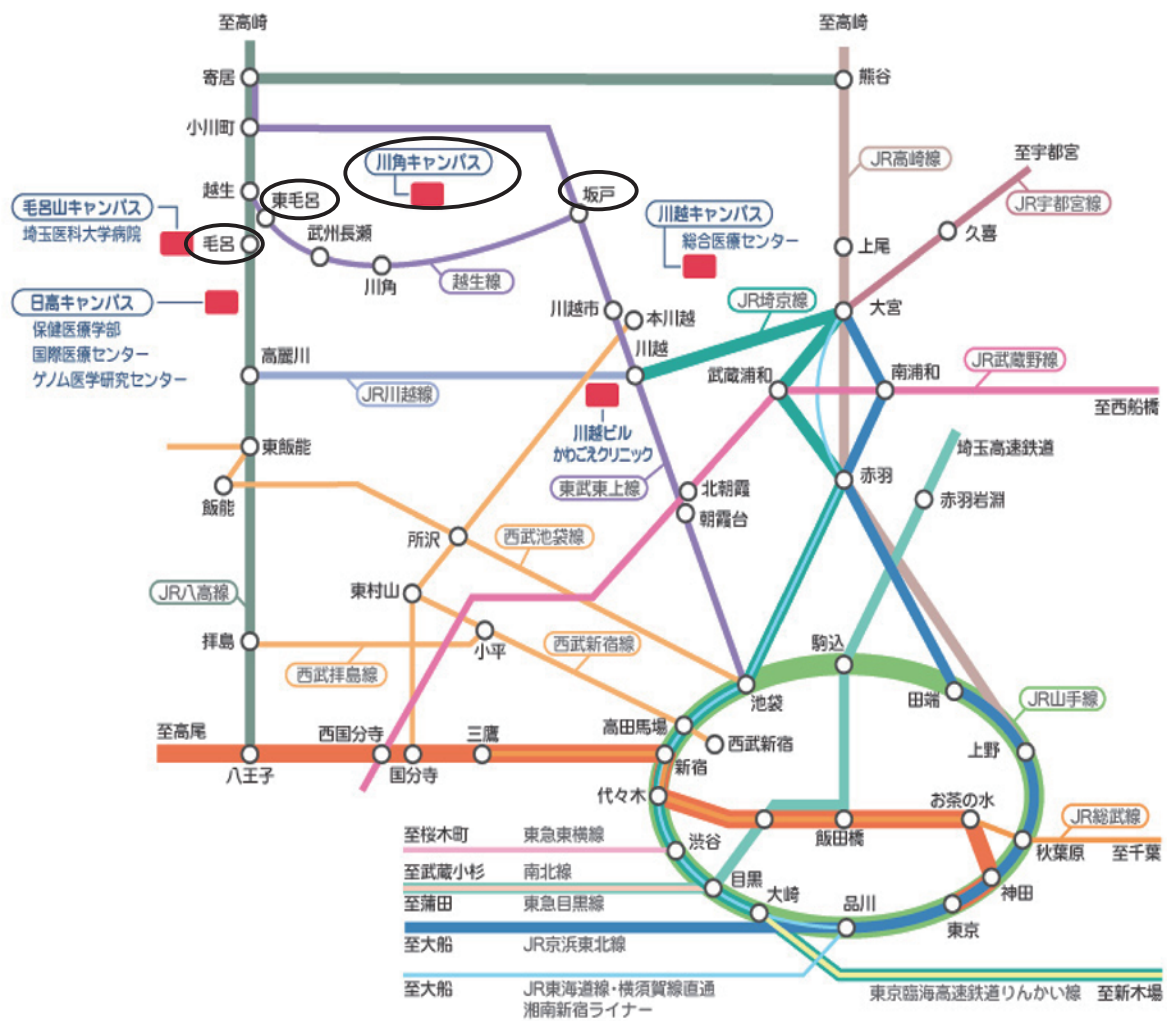 至高崎
至高崎
寄居
熊谷
小川町
川角キャンパス
JR高崎線
至宇都宮
越生
東毛呂
坂戸
JR宇都宮線
毛呂山キャンパス
埼玉医科大学病院
川越キャンパス
総合医療センター
毛呂
武州長瀬
久喜
上尾
川角
越生線
日高キャンパス
保健医療学部
国際医療センター
ゲノム医学研究センター
JR埼京線
川越市
本川越
大宮
川越
高麗川
JR武蔵野線
武蔵浦和
南浦和
JR川越線
至西船橋
川越ビル
かわごえクリニック
東飯能
埼玉高速鉄道
赤羽
東武東上線
北朝霞
飯能
赤羽岩淵
朝霞台
所沢
西武池袋線
JR八高線
東村山
拝島
小平
西武新宿線
駒込
西武拝島線
池袋
田端
JR山手線
高田馬場
至高尾
西国分寺
三鷹
西武新宿
上野
新宿
八王子
国分寺
代々木
お茶の水
JR総武線
飯田橋
至桜木町
東急東横線
渋谷
秋葉原
至千葉
至武蔵小杉
南北線
目黒
神田
大崎
至蒲田
東急目黒線
品川
東京
至大船
JR京浜東北線
至大船
JR東海道線・横須賀線直通
湘南新宿ライナー
東京臨海高速鉄道りんかい線
至新木場